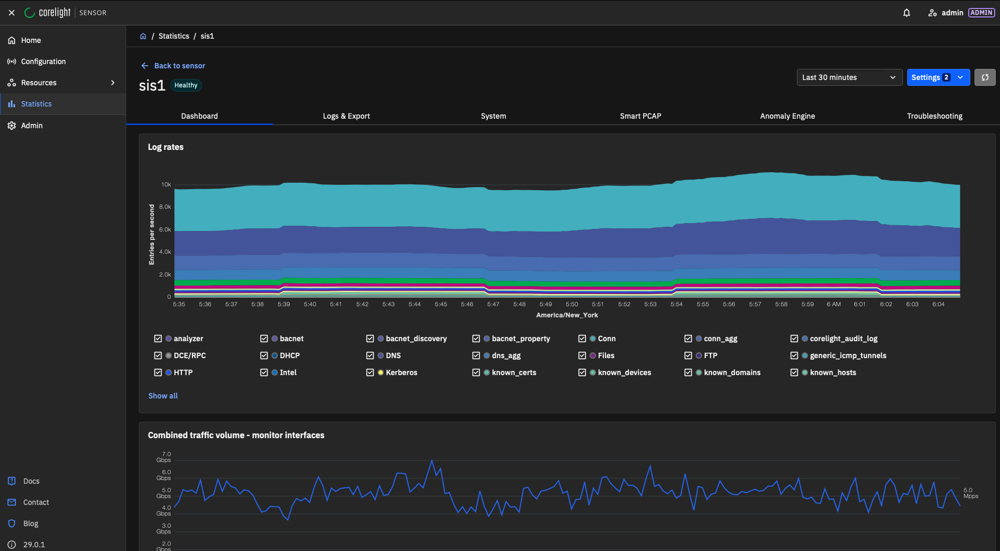 corelight SENSOR
admin ADMIN
Home
Configuration
Resources
Statistics
Admin
Docs
Contact
Blog
29.0.1
/ Statistics / sis1
Back to sensor
sis1 Healthy
Last 30 minutes
Settings 2
Dashboard Logs & Export System Smart PCAP Anomaly Engine Troubleshooting
Log rates
Entries per second
10k
8.0k
6.0k
4.0k
2.0k
0
5:35 5:36 5:37 5:38 5:39 5:40 5:41 5:42 5:43 5:44 5:45 5:46 5:47 5:48 5:49 5:50 5:51 5:52 5:53 5:54 5:55 5:56 5:57 5:58 5:59 6 AM 6:01 6:02 6:03 6:04
America/New_York
analyzer bacnet bacnet_discovery bacnet_property Conn conn_agg corelight_audit_log
DCE/RPC DHCP DNS dns_agg Files FTP generic_icmp_tunnels
HTTP Intel Kerberos known_certs known_devices known_domains known_hosts
Show all
Combined traffic volume - monitor interfaces
7.0
Gbps
6.0
Gbps
5.0
Gbps
4.0
Gbps
3.0
Gbps
2.0
Gbps
5.0
Mpps